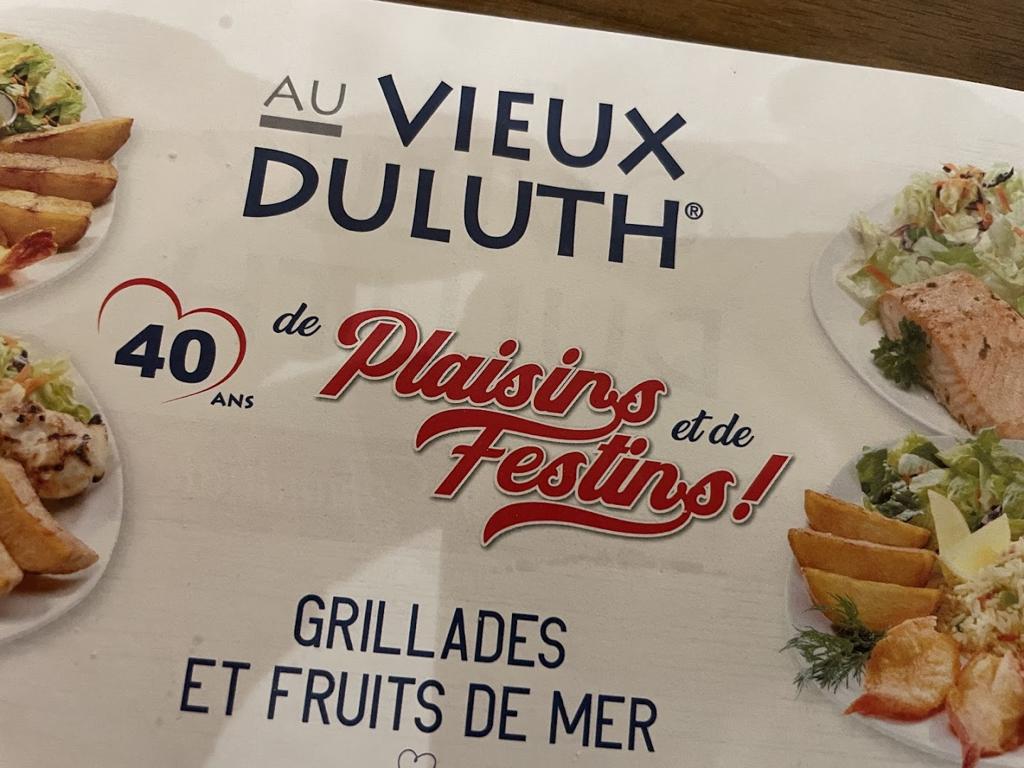 AU VIEUX
DULUTH®
40 ANS
de Plaisirs et de
Festins!
GRILLADES
ET FRUITS DE MER